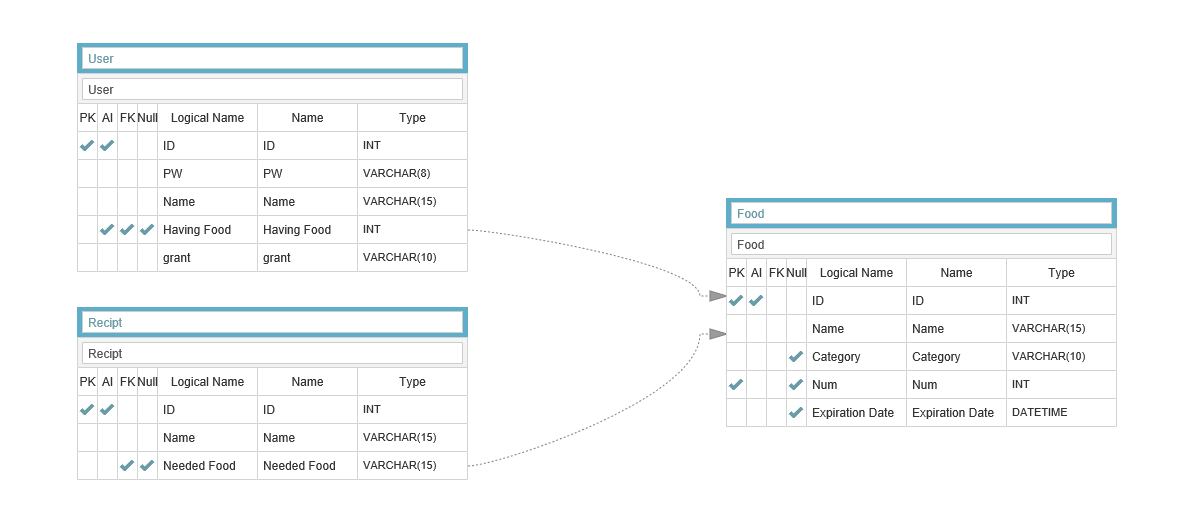 User
User
PK AI FK Null Logical Name Name Type
ID ID INT
PW PW VARCHAR(8)
Name Name VARCHAR(15)
Having Food Having Food INT
grant grant VARCHAR(10)
Recipt
Recipt
PK AI FK Null Logical Name Name Type
ID ID INT
Name Name VARCHAR(15)
Needed Food Needed Food VARCHAR(15)
Food
Food
PK AI FK Null Logical Name Name Type
ID ID INT
Name Name VARCHAR(15)
Category Category VARCHAR(10)
Num Num INT
Expiration Date Expiration Date DATETIME